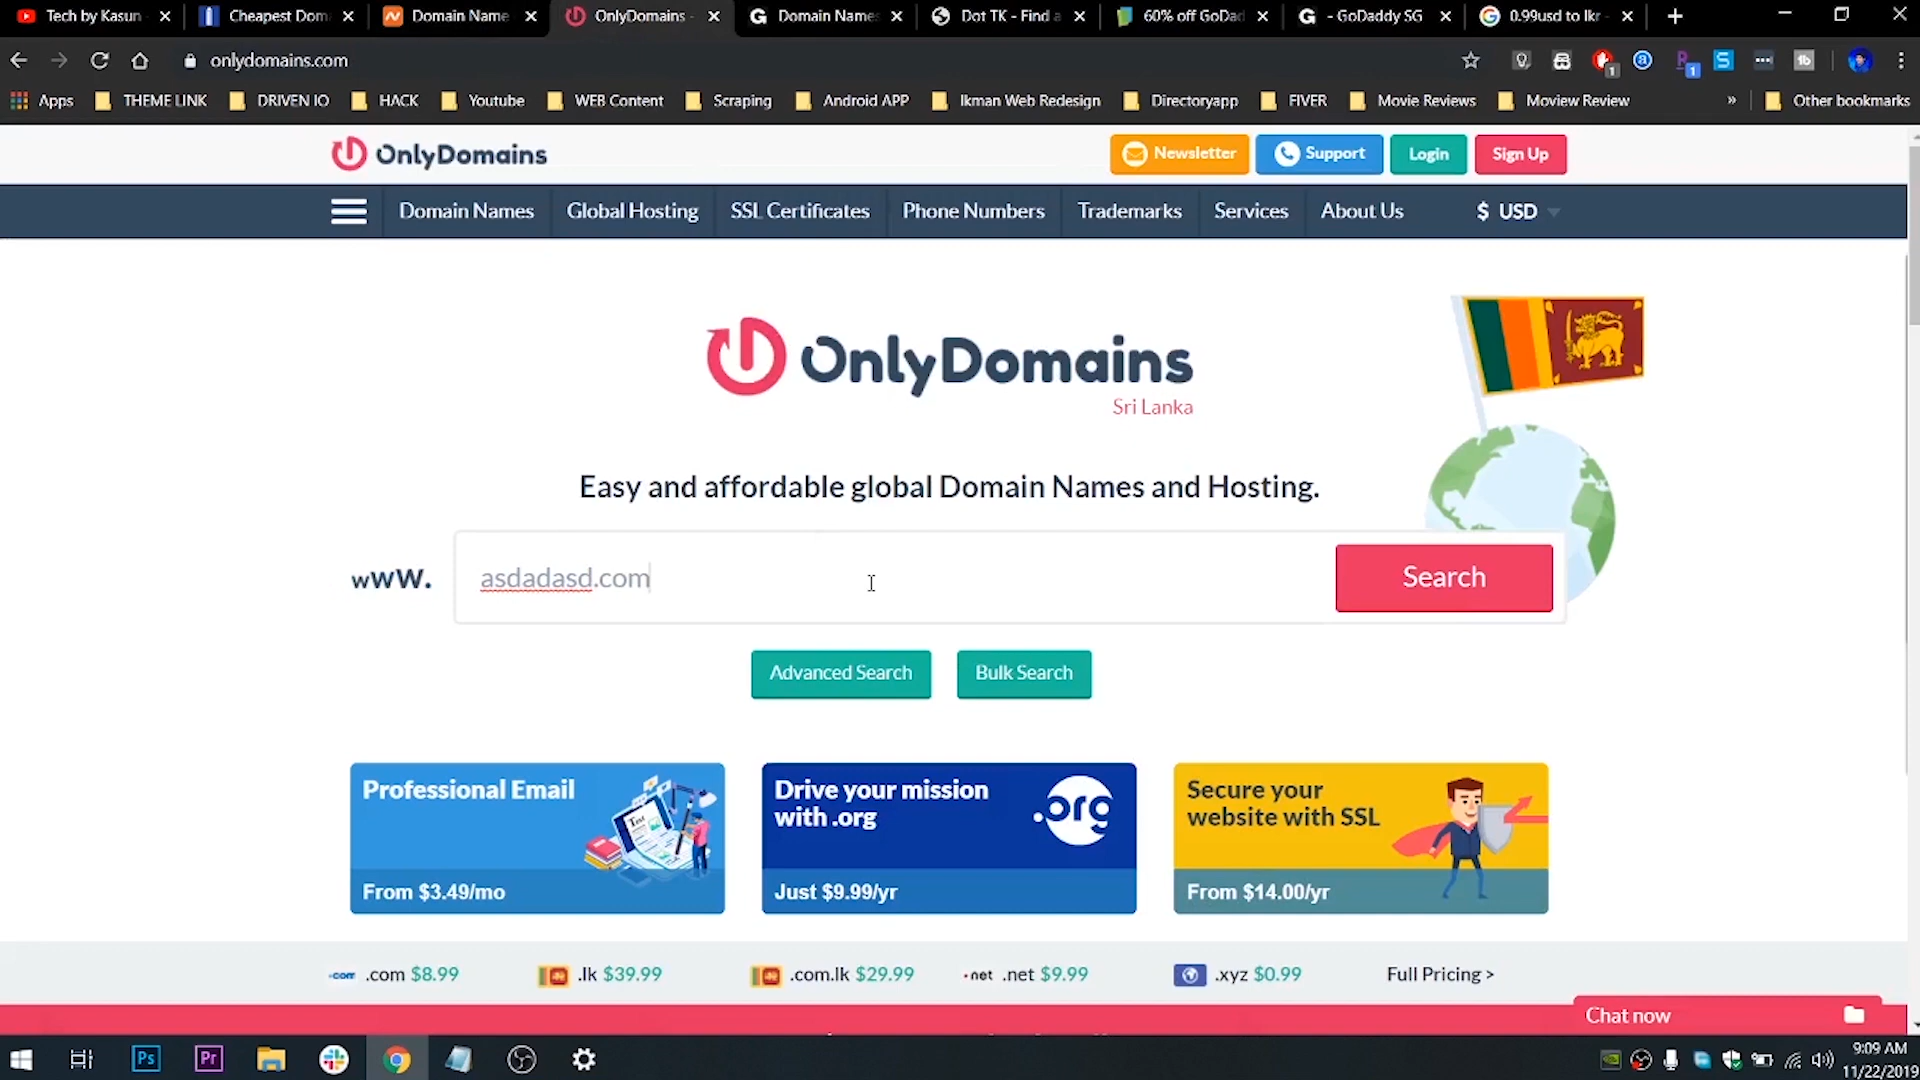 Tech by Kasun
Cheapest Dom
Domain Name
OnlyDomains -
Domain Names
Dot TK - Find a
60% off GoDad
- GoDaddy SG
0.99usd to lkr
onlydomains.com
Apps
THEME LINK
DRIVEN IO
HACK
Youtube
WEB Content
Scraping
Android APP
Ikman Web Redesign
Directoryapp
FIVER
Movie Reviews
Moview Review
»
Other bookmarks
OnlyDomains
Newsletter
Support
Login
Sign Up
Domain Names
Global Hosting
SSL Certificates
Phone Numbers
Trademarks
Services
About Us
$ USD
OnlyDomains
Sri Lanka
Easy and affordable global Domain Names and Hosting.
wWW.
asdadasd.com
Search
Advanced Search
Bulk Search
Professional Email
From $3.49/mo
Drive your mission
with .org
.org
Just $9.99/yr
Secure your
website with SSL
From $14.00/yr
.com .com $8.99
.lk $39.99
.com.lk $29.99
.net .net $9.99
.xyz $0.99
Full Pricing >
Chat now
Ps
Pr
9:09 AM
11/22/2019